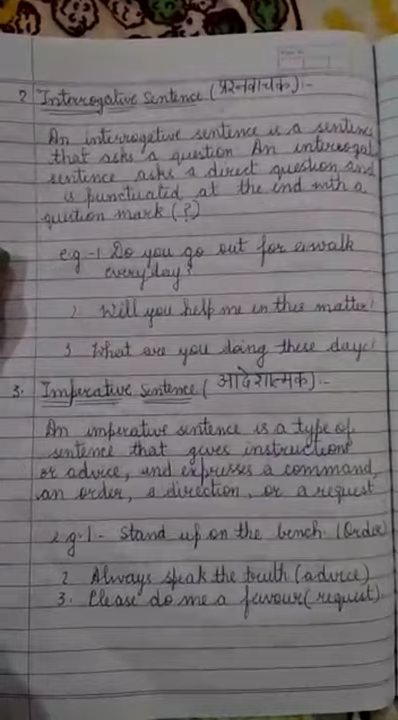 2 Interrogative Sentence (प्रश्नवाचक) :-
An interrogative sentence is a sentence
that asks a question An interrogat
sentence asks a direct question and
is punctuated at the end with a
question mark (?)
e.g -1 Do you go out for a walk
everyday?
2 Will you help me in this matter?
3 What are you doing these days?
3. Imperative Sentence ( आदेशात्मक) :-
An imperative sentence is a type of
sentence that gives instructions
or advice, and expresses a command,
an order, a direction, or a request
e.g. 1 - Stand up on the bench. (Order)
2 Always speak the truth (advice)
3. Please do me a favour (request).